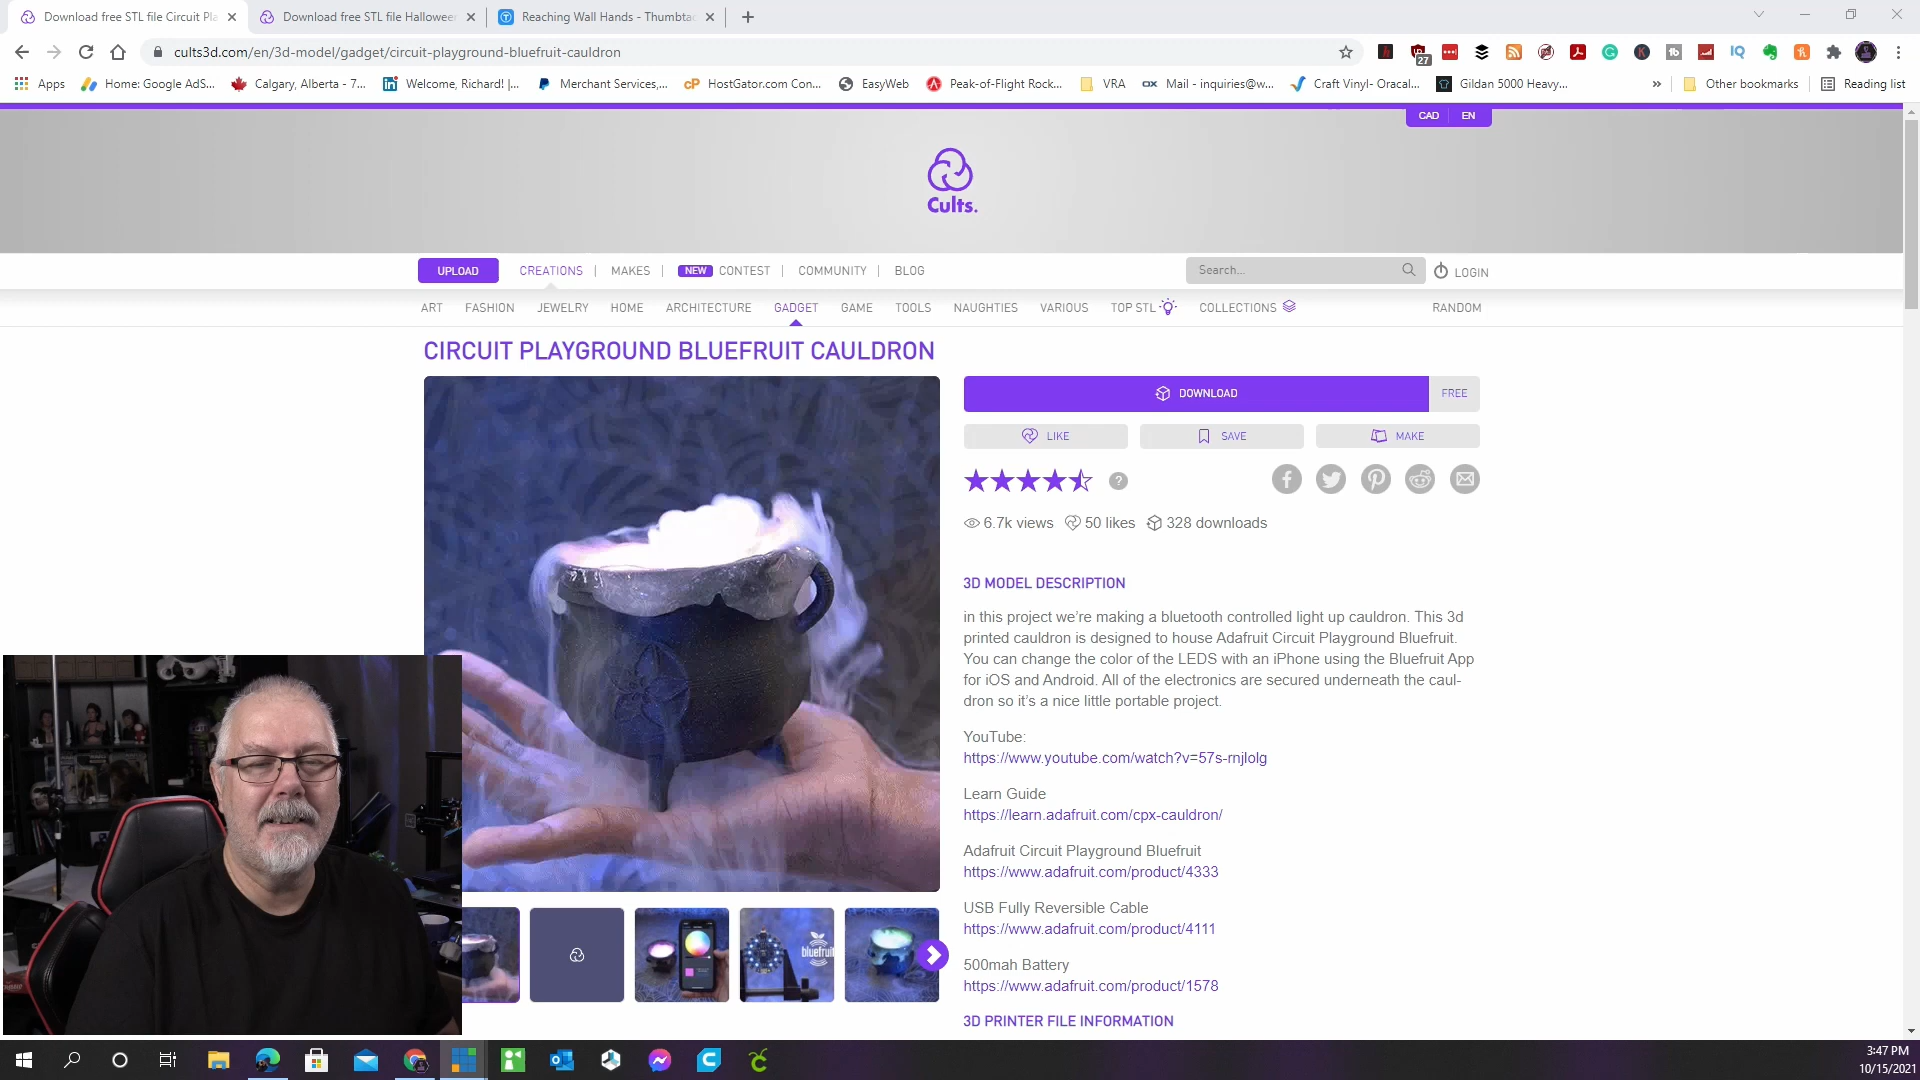 Download free STL file Circuit Pla
Download free STL file Halloween
Reaching Wall Hands - Thumbtac
cults3d.com/en/3d-model/gadget/circuit-playground-bluefruit-cauldron
27
Apps
Home: Google AdS...
Calgary, Alberta - 7...
Welcome, Richard! |...
Merchant Services,...
HostGator.com Con...
EasyWeb
Peak-of-Flight Rock...
VRA
Mail - inquiries@w...
Craft Vinyl- Oracal...
Gildan 5000 Heavy...
»
Other bookmarks
Reading list
CAD EN
Cults.
UPLOAD
CREATIONS | MAKES | NEW CONTEST | COMMUNITY | BLOG
Search...
LOGIN
ART FASHION JEWELRY HOME ARCHITECTURE GADGET GAME TOOLS NAUGHTIES VARIOUS TOP STL COLLECTIONS RANDOM
CIRCUIT PLAYGROUND BLUEFRUIT CAULDRON
DOWNLOAD FREE
LIKE SAVE MAKE
?
6.7k views 50 likes 328 downloads
3D MODEL DESCRIPTION
in this project we’re making a bluetooth controlled light up cauldron. This 3d
printed cauldron is designed to house Adafruit Circuit Playground Bluefruit.
You can change the color of the LEDS with an iPhone using the Bluefruit App
for iOS and Android. All of the electronics are secured underneath the caul-
dron so it’s a nice little portable project.
YouTube:
https://www.youtube.com/watch?v=57s-rnjlolg
Learn Guide
https://learn.adafruit.com/cpx-cauldron/
Adafruit Circuit Playground Bluefruit
https://www.adafruit.com/product/4333
USB Fully Reversible Cable
https://www.adafruit.com/product/4111
500mah Battery
https://www.adafruit.com/product/1578
3D PRINTER FILE INFORMATION
bluefruit
3:47 PM
10/15/2021